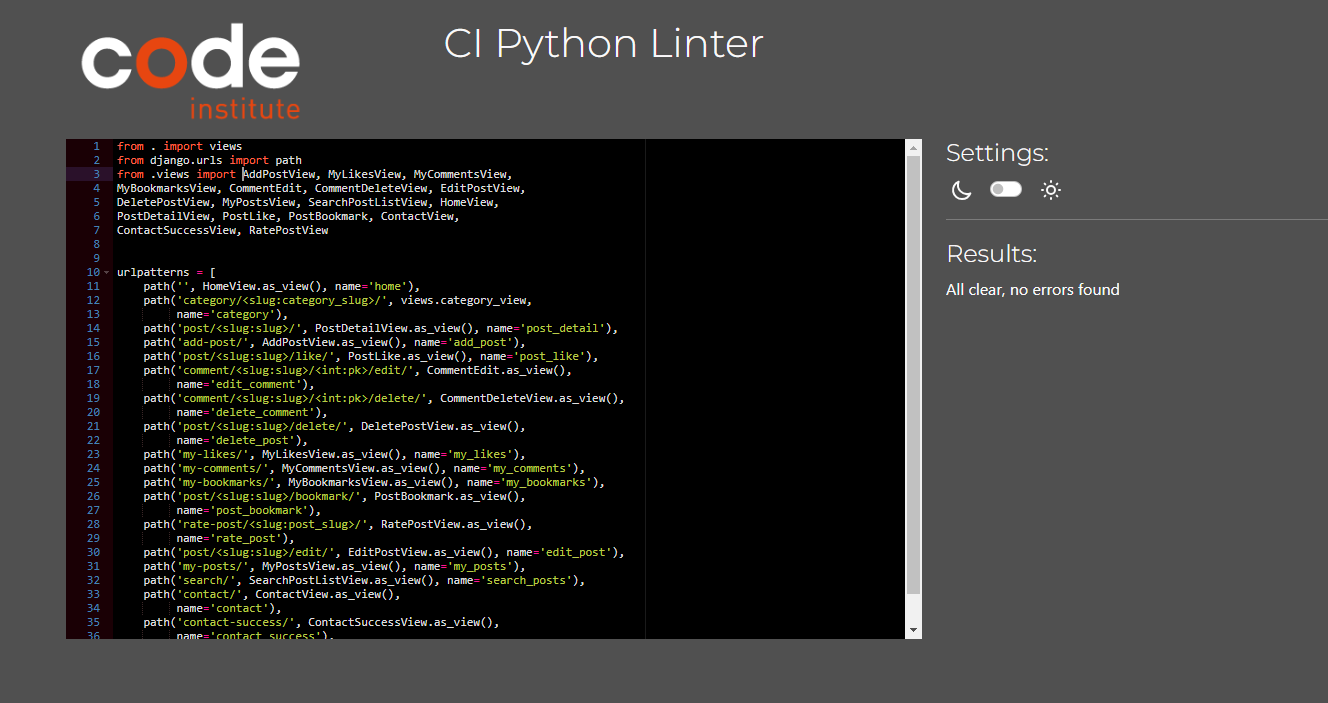 code
institute
CI Python Linter
1 from . import views
2 from django.urls import path
3 from .views import AddPostView, MyLikesView, MyCommentsView,
4 MyBookmarksView, CommentEdit, CommentDeleteView, EditPostView,
5 DeletePostView, MyPostsView, SearchPostListView, HomeView,
6 PostDetailView, PostLike, PostBookmark, ContactView,
7 ContactSuccessView, RatePostView
8
9
10 urlpatterns = [
11     path('', HomeView.as_view(), name='home'),
12     path('category/<slug:category_slug>/', views.category_view,
13          name='category'),
14     path('post/<slug:slug>/', PostDetailView.as_view(), name='post_detail'),
15     path('add-post/', AddPostView.as_view(), name='add_post'),
16     path('post/<slug:slug>/like/', PostLike.as_view(), name='post_like'),
17     path('comment/<slug:slug>/<int:pk>/edit/', CommentEdit.as_view(),
18          name='edit_comment'),
19     path('comment/<slug:slug>/<int:pk>/delete/', CommentDeleteView.as_view(),
20          name='delete_comment'),
21     path('post/<slug:slug>/delete/', DeletePostView.as_view(),
22          name='delete_post'),
23     path('my-likes/', MyLikesView.as_view(), name='my_likes'),
24     path('my-comments/', MyCommentsView.as_view(), name='my_comments'),
25     path('my-bookmarks/', MyBookmarksView.as_view(), name='my_bookmarks'),
26     path('post/<slug:slug>/bookmark/', PostBookmark.as_view(),
27          name='post_bookmark'),
28     path('rate-post/<slug:post_slug>/', RatePostView.as_view(),
29          name='rate_post'),
30     path('post/<slug:slug>/edit/', EditPostView.as_view(), name='edit_post'),
31     path('my-posts/', MyPostsView.as_view(), name='my_posts'),
32     path('search/', SearchPostListView.as_view(), name='search_posts'),
33     path('contact/', ContactView.as_view(),
34          name='contact'),
35     path('contact-success/', ContactSuccessView.as_view(),
36          name='contact_success'),
Settings:
Results:
All clear, no errors found